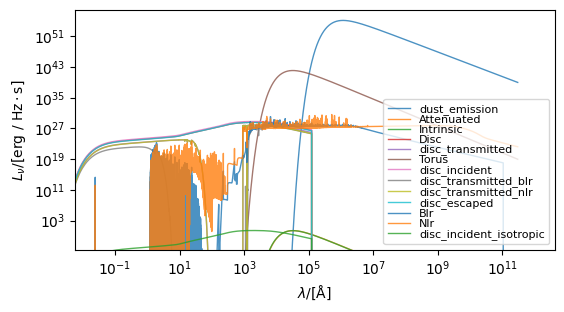 10^51
10^43
10^35
10^27
10^19
10^11
10^3
L_ν/[erg / Hz · s]
dust_emission
Attenuated
Intrinsic
Disc
disc_transmitted
Torus
disc_incident
disc_transmitted_blr
disc_transmitted_nlr
disc_escaped
Blr
Nlr
disc_incident_isotropic
10^−1 10^1 10^3 10^5 10^7 10^9 10^11
λ/[Å]